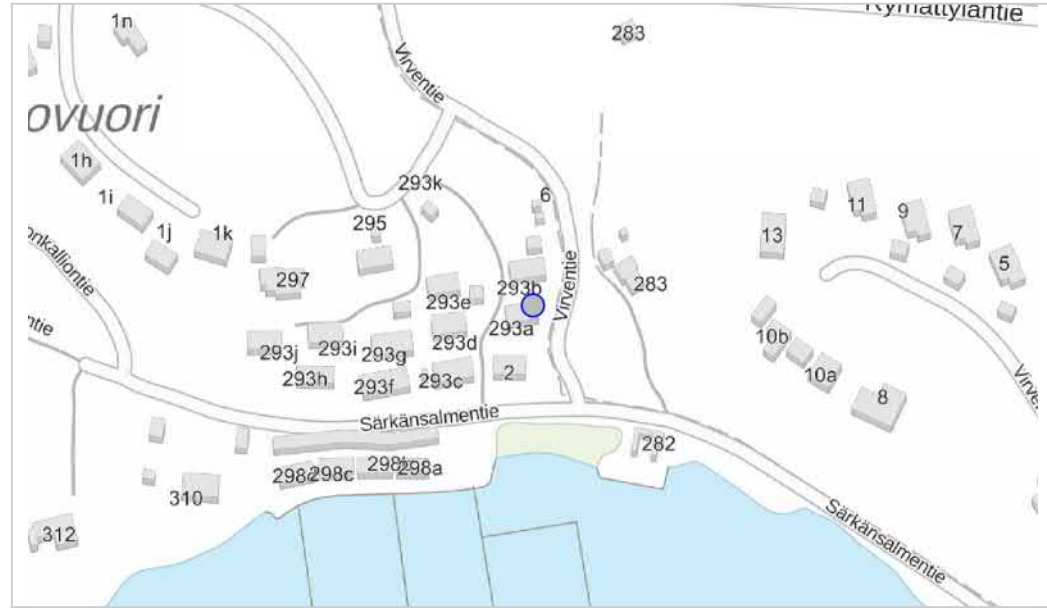 Kymättyläntie
1n
283
Virventie
ovuori
1h
293k
1i
6
11
295
9
1j
1k
13
7
5
297
293b
Virventie
283
293e
293a
293d
10b
293j
293i
293g
2
10a
293h
293f
293c
8
Särkänsalmentie
282
298c
298a
310
Särkänsalmentie
312